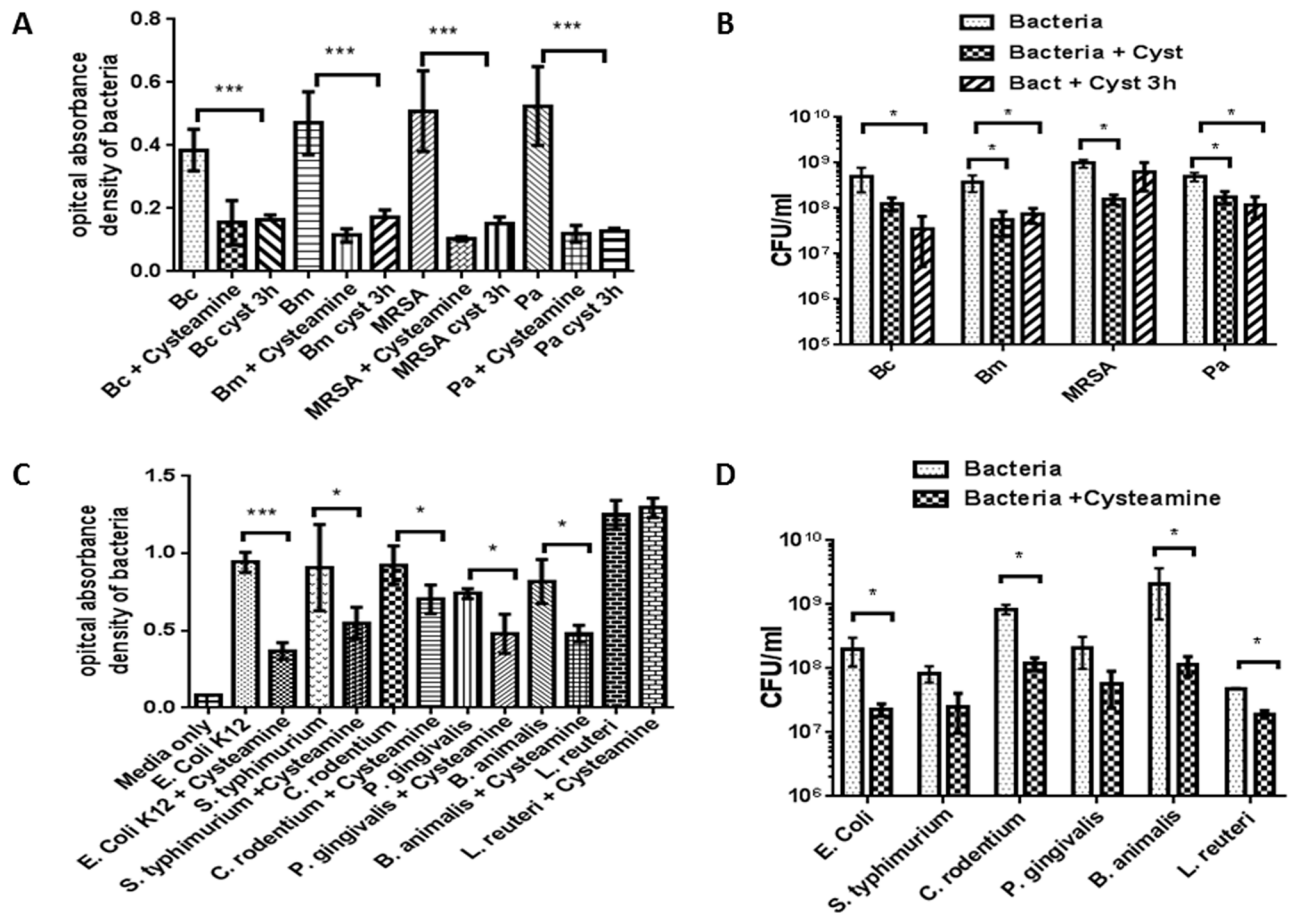 A
opitcal absorbance
density of bacteria
0.8
0.6
0.4
0.2
0.0
***
***
***
***
Bc
Bc + Cysteamine
Bc cyst 3h
Bm
Bm + Cysteamine
Bm cyst 3h
MRSA
MRSA + Cysteamine
MRSA cyst 3h
Pa
Pa + Cysteamine
Pa cyst 3h
B
Bacteria
Bacteria + Cyst
Bact + Cyst 3h
CFU/ml
10¹⁰
10⁹
10⁸
10⁷
10⁶
10⁵
*
*
*
*
*
*
Bc
Bm
MRSA
Pa
C
opitcal absorbance
density of bacteria
1.5
1.0
0.5
0.0
***
*
*
*
*
Media only
E. Coli K12
E. Coli K12 + Cysteamine
S. typhimurium
S. typhimurium +Cysteamine
C. rodentium
C. rodentium + Cysteamine
P. gingivalis
P. gingivalis + Cysteamine
B. animalis
B. animalis + Cysteamine
L. reuteri
L. reuteri + Cysteamine
D
Bacteria
Bacteria +Cysteamine
CFU/ml
10¹⁰
10⁹
10⁸
10⁷
10⁶
*
*
*
*
E. Coli
S. typhimurium
C. rodentium
P. gingivalis
B. animalis
L. reuteri